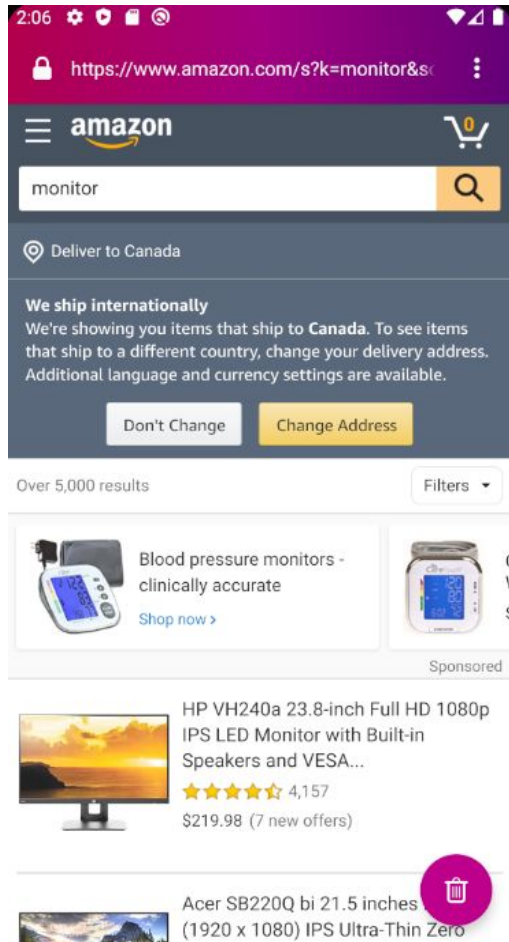 2:06
https://www.amazon.com/s?k=monitor&s
amazon
0
monitor
Deliver to Canada
We ship internationally
We're showing you items that ship to Canada. To see items
that ship to a different country, change your delivery address.
Additional language and currency settings are available.
Don't Change
Change Address
Over 5,000 results
Filters
Blood pressure monitors -
clinically accurate
Shop now
Sponsored
HP VH240a 23.8-inch Full HD 1080p
IPS LED Monitor with Built-in
Speakers and VESA...
4,157
$219.98 (7 new offers)
Acer SB220Q bi 21.5 inches
(1920 x 1080) IPS Ultra-Thin Zero